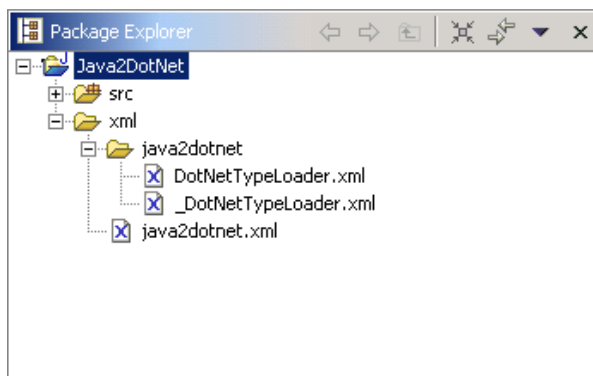 Package Explorer
Java2DotNet
src
xml
java2dotnet
DotNetTypeLoader.xml
_DotNetTypeLoader.xml
java2dotnet.xml